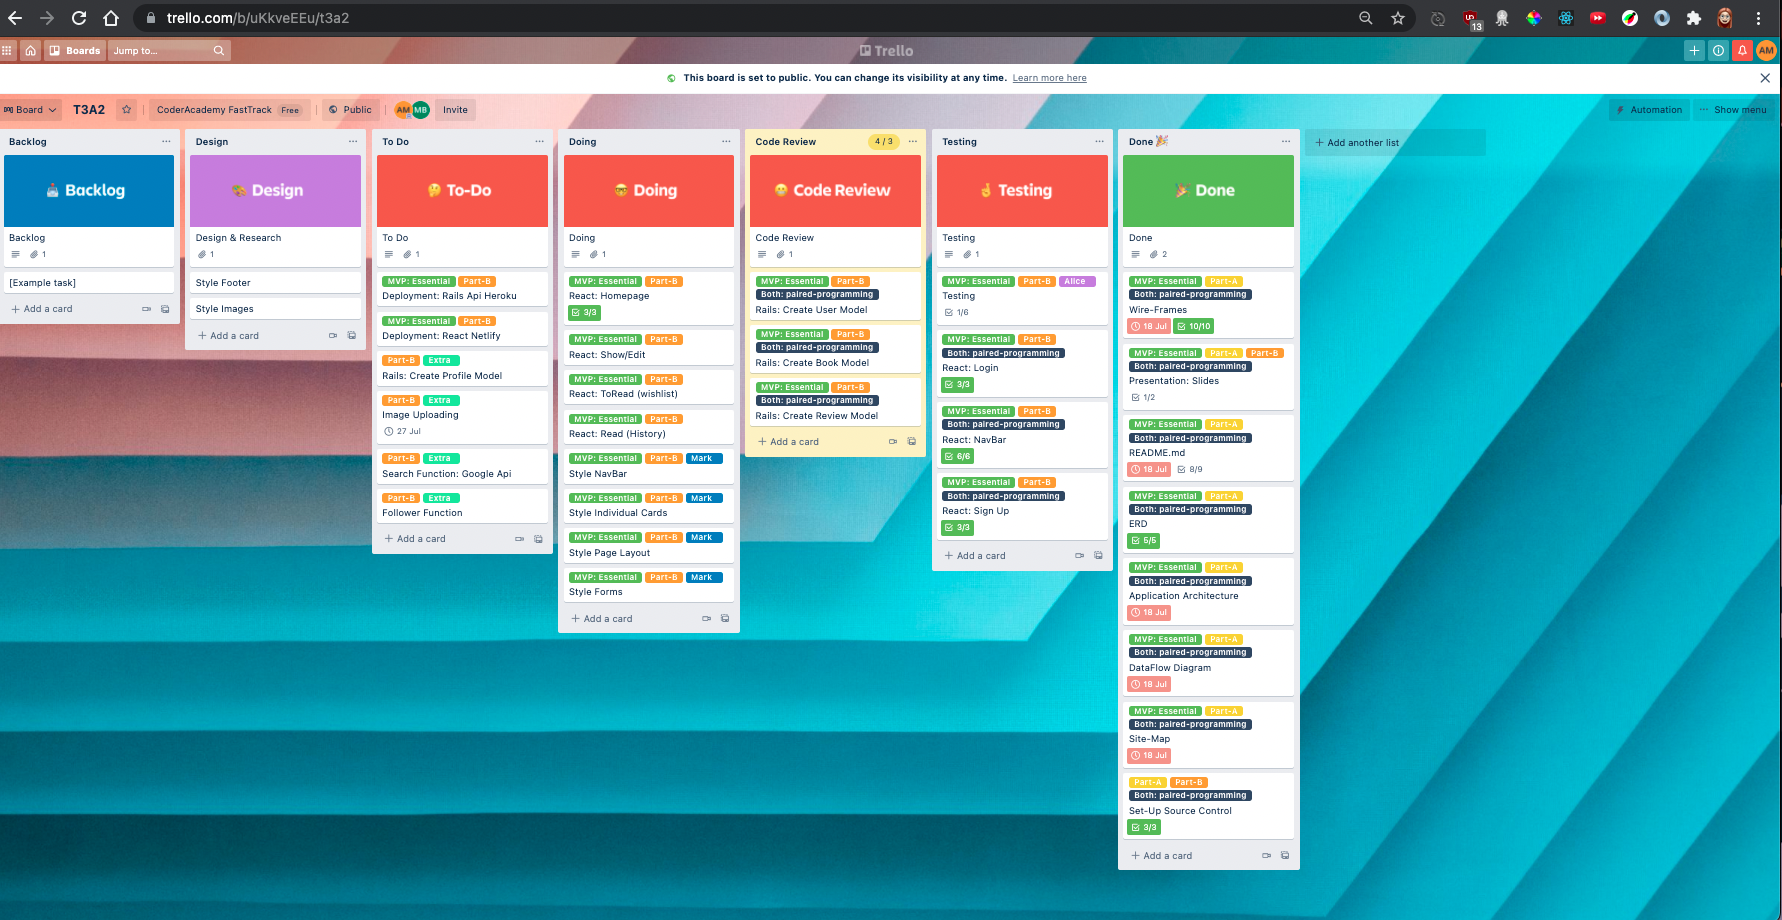 trello.com/b/uKkveEEu/t3a2
13
Boards
Jump to...
Trello
AM
This board is set to public. You can change its visibility at any time. Learn more here
Board
T3A2
CoderAcademy FastTrack Free
Public
AM MB
Invite
Automation
Show menu
Backlog
Backlog
Backlog
1
[Example task]
Add a card
Design
Design
Design & Research
1
Style Footer
Style Images
Add a card
To Do
To-Do
To Do
1
MVP: Essential Part-B
Deployment: Rails Api Heroku
MVP: Essential Part-B
Deployment: React Netlify
Part-B Extra
Rails: Create Profile Model
Part-B Extra
Image Uploading
27 Jul
Part-B Extra
Search Function: Google Api
Part-B Extra
Follower Function
Add a card
Doing
Doing
Doing
1
MVP: Essential Part-B
React: Homepage
3/3
MVP: Essential Part-B
React: Show/Edit
MVP: Essential Part-B
React: ToRead (wishlist)
MVP: Essential Part-B
React: Read (History)
MVP: Essential Part-B Mark
Style NavBar
MVP: Essential Part-B Mark
Style Individual Cards
MVP: Essential Part-B Mark
Style Page Layout
MVP: Essential Part-B Mark
Style Forms
Add a card
Code Review 4 / 3
Code Review
Code Review
1
MVP: Essential Part-B
Both: paired-programming
Rails: Create User Model
MVP: Essential Part-B
Both: paired-programming
Rails: Create Book Model
MVP: Essential Part-B
Both: paired-programming
Rails: Create Review Model
Add a card
Testing
Testing
Testing
1
MVP: Essential Part-B Alice
Testing
1/6
MVP: Essential Part-B
Both: paired-programming
React: Login
3/3
MVP: Essential Part-B
Both: paired-programming
React: NavBar
6/6
MVP: Essential Part-B
Both: paired-programming
React: Sign Up
3/3
Add a card
Done
Done
Done
2
MVP: Essential Part-A
Both: paired-programming
Wire-Frames
18 Jul 10/10
MVP: Essential Part-A Part-B
Both: paired-programming
Presentation: Slides
1/2
MVP: Essential Part-A
Both: paired-programming
README.md
18 Jul 8/9
MVP: Essential Part-A
Both: paired-programming
ERD
5/5
MVP: Essential Part-A
Both: paired-programming
Application Architecture
18 Jul
MVP: Essential Part-A
Both: paired-programming
DataFlow Diagram
18 Jul
MVP: Essential Part-A
Both: paired-programming
Site-Map
18 Jul
Part-A Part-B
Both: paired-programming
Set-Up Source Control
3/3
Add a card
Add another list